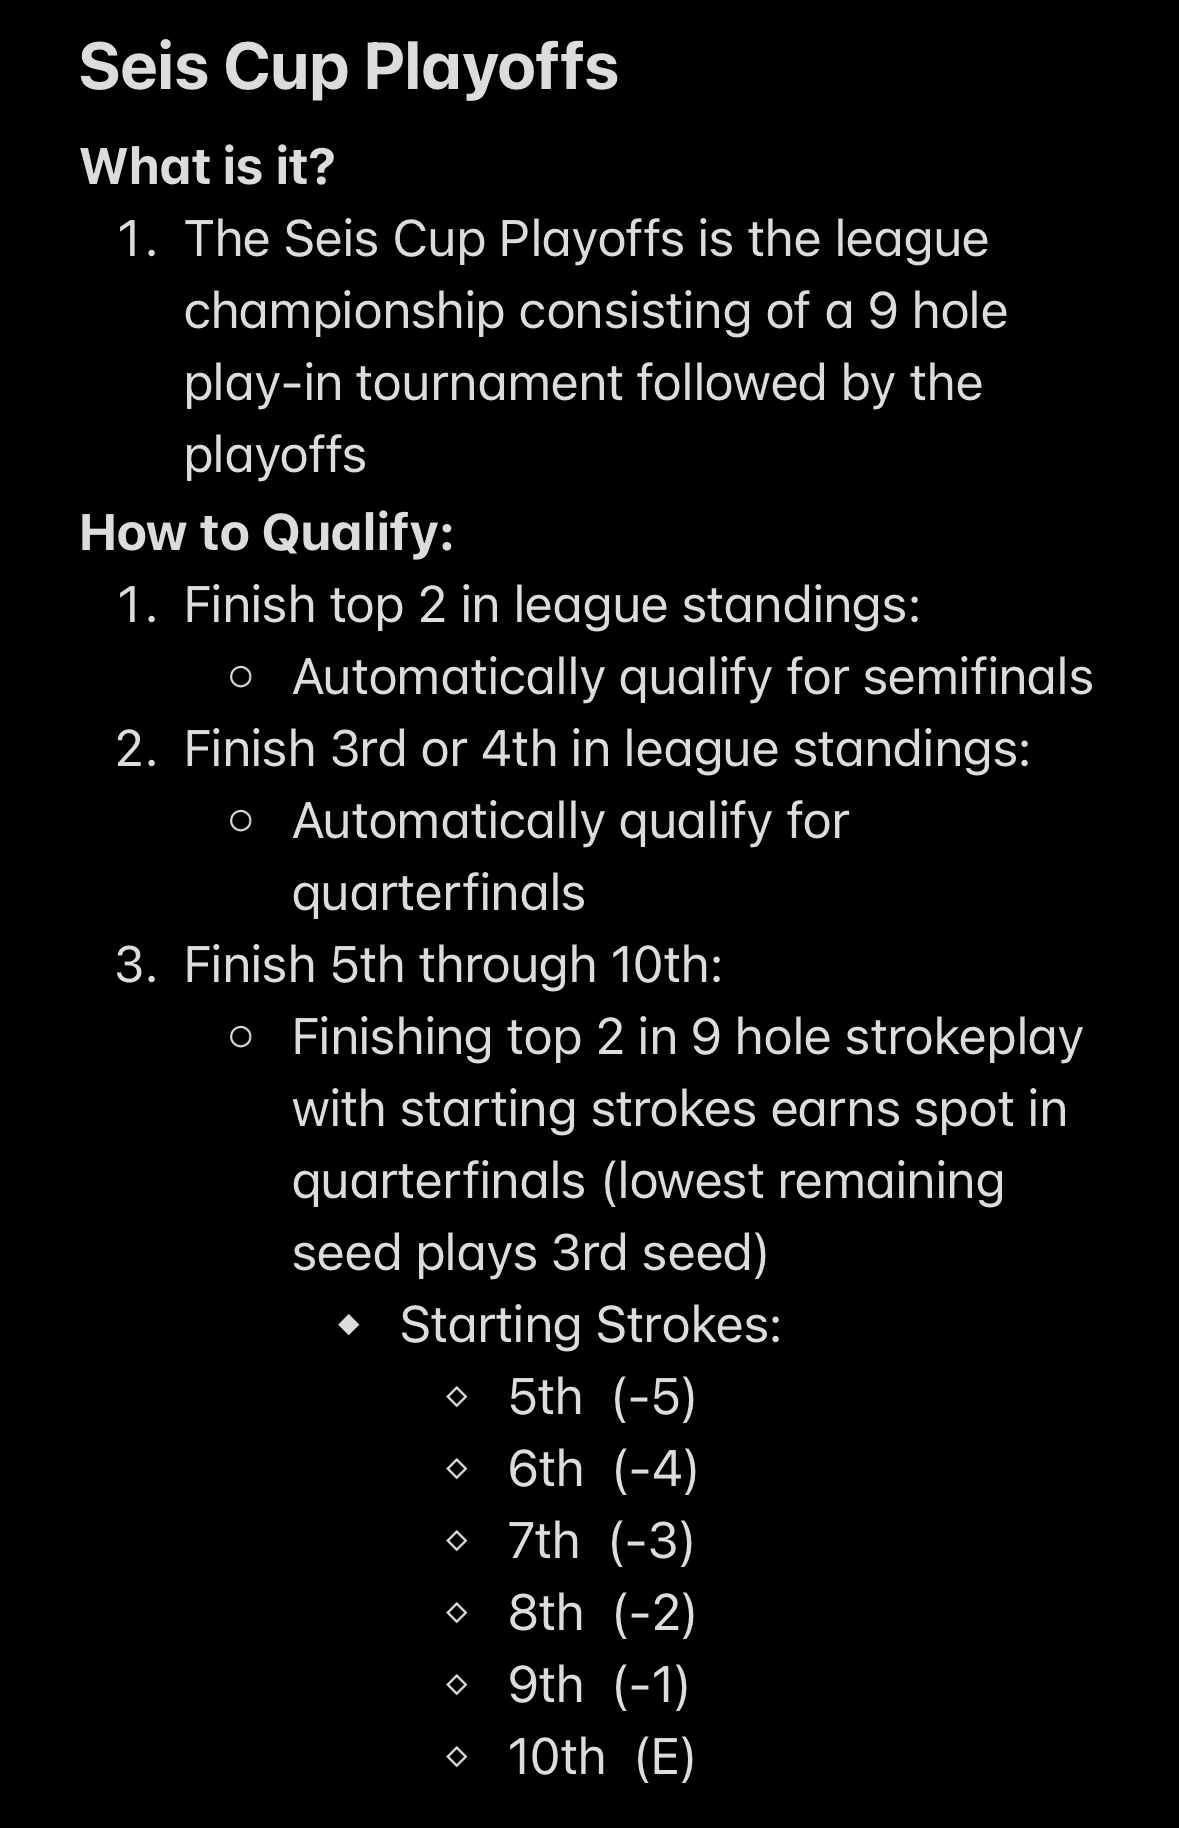 Seis Cup Playoffs
What is it?
1. The Seis Cup Playoffs is the league
championship consisting of a 9 hole
play-in tournament followed by the
playoffs
How to Qualify:
1. Finish top 2 in league standings:
○ Automatically qualify for semifinals
2. Finish 3rd or 4th in league standings:
○ Automatically qualify for
quarterfinals
3. Finish 5th through 10th:
○ Finishing top 2 in 9 hole strokeplay
with starting strokes earns spot in
quarterfinals (lowest remaining
seed plays 3rd seed)
◆ Starting Strokes:
◇ 5th (-5)
◇ 6th (-4)
◇ 7th (-3)
◇ 8th (-2)
◇ 9th (-1)
◇ 10th (E)